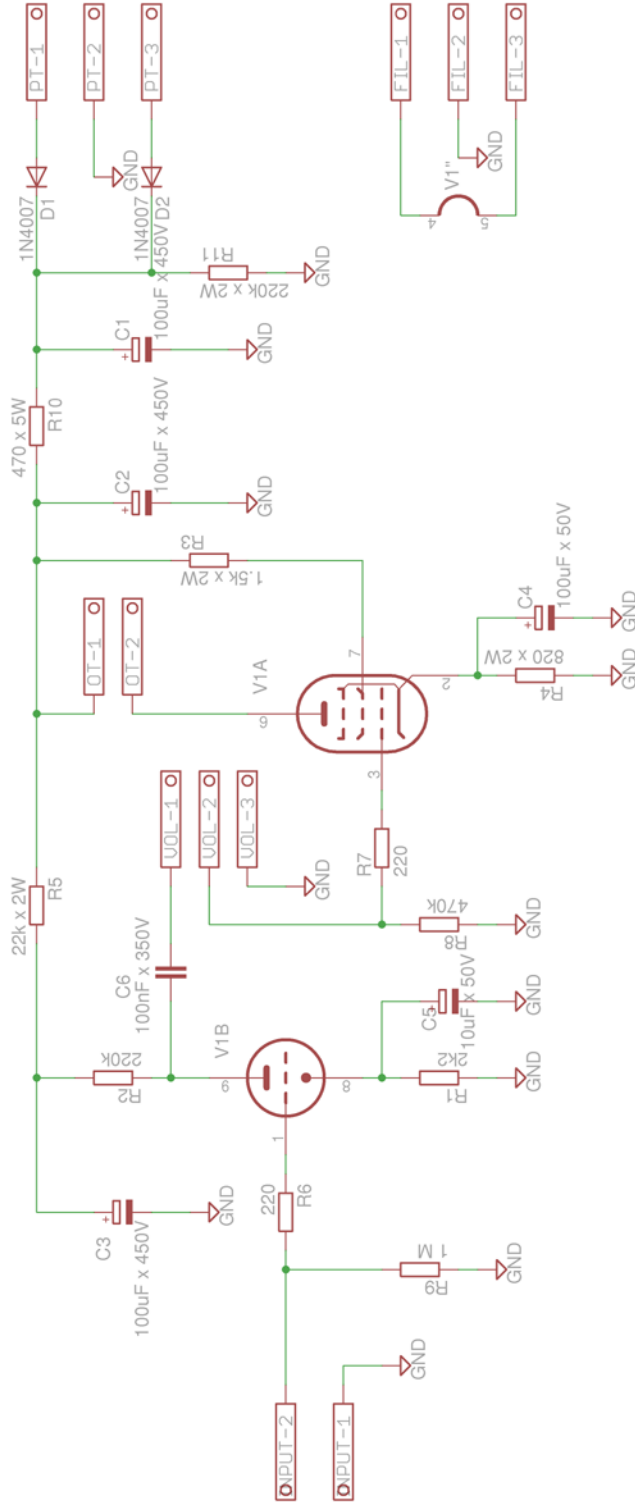 PT-1
PT-2
PT-3
FIL-1
FIL-2
FIL-3
1N4007
D1
GND
1N4007
D2
V1"
4
5
GND
R11
220k x 2W
GND
C1
+
100uF x 450V
GND
470 x 5W
R10
C2
+
100uF x 450V
GND
R3
1.5k x 2W
OT-1
OT-2
V1A
6
7
3
2
C4
+
100uF x 50V
GND
R4
820 x 2W
GND
VOL-1
VOL-2
VOL-3
GND
R7
220
R8
470k
GND
22k x 2W
R5
C6
100nF x 350V
R2
220k
V1B
9
1
8
C5
+
10uF x 50V
GND
R1
2k2
GND
C3
+
100uF x 450V
GND
220
R6
R9
1 M
GND
INPUT-2
INPUT-1
GND